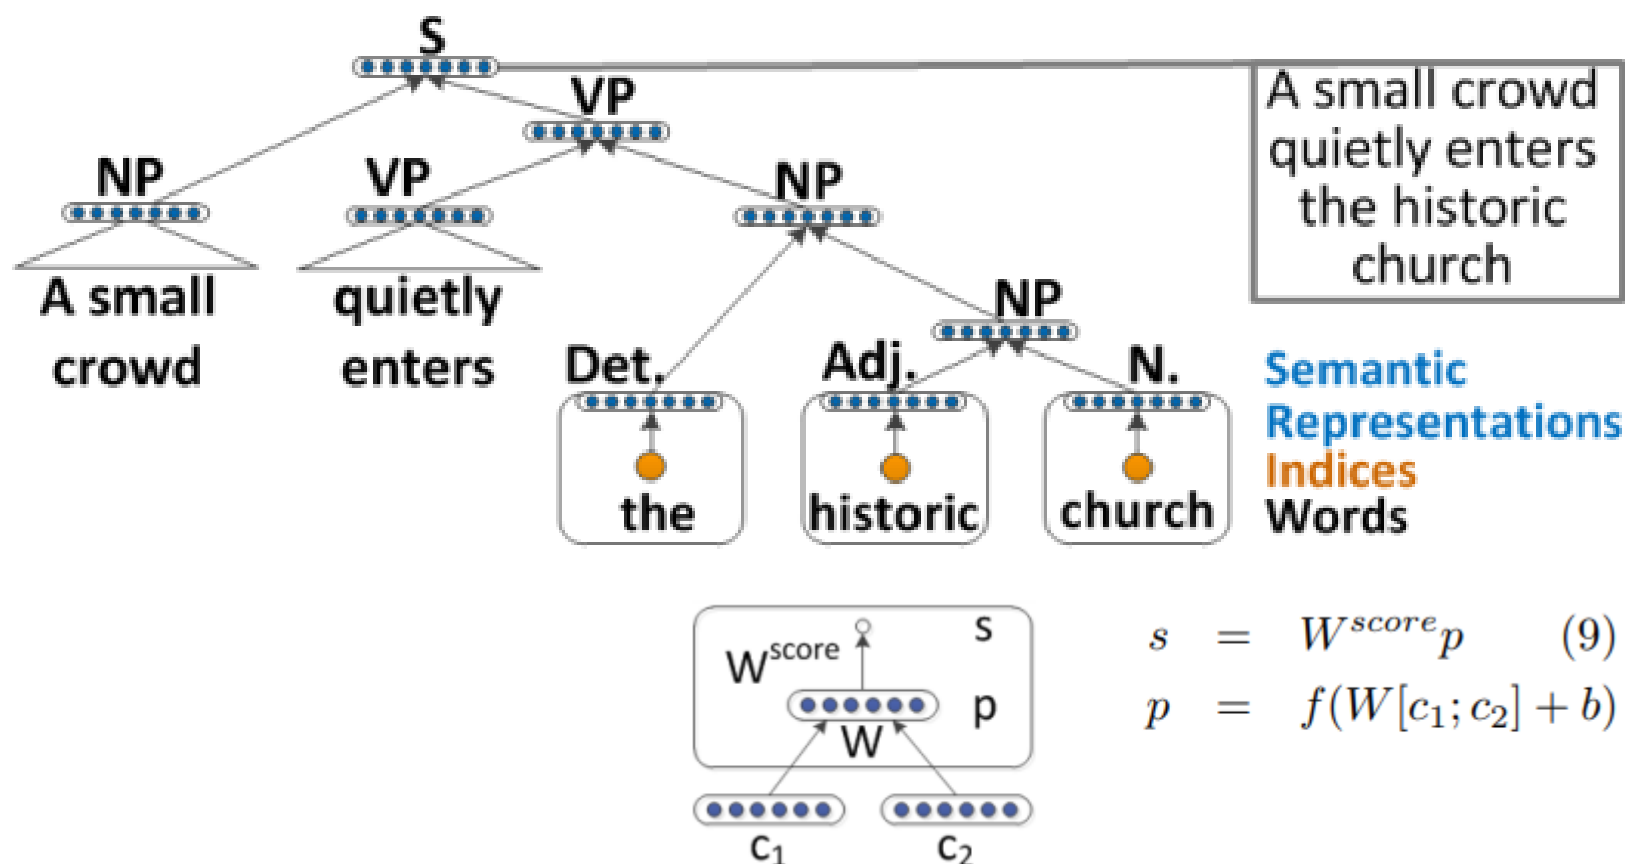 S
VP
NP
VP
NP
A small crowd
quietly enters
the historic
church
A small
crowd
quietly
enters
NP
Det.
Adj.
N.
the
historic
church
Semantic
Representations
Indices
Words
s
W^score
p
W
c₁
c₂
s = W^{score}p (9)
p = f(W[c₁; c₂] + b)